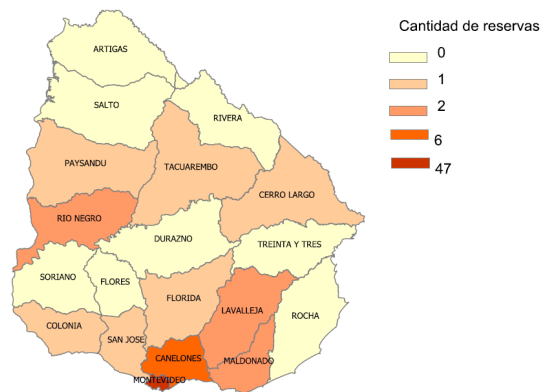 Cantidad de reservas
0
1
2
6
47
ARTIGAS
SALTO
RIVERA
PAYSANDU
TACUAREMBO
CERRO LARGO
RIO NEGRO
DURAZNO
TREINTA Y TRES
SORIANO
FLORES
FLORIDA
LAVALLEJA
ROCHA
COLONIA
SAN JOSE
CANELONES
MALDONADO
MONTEVIDEO